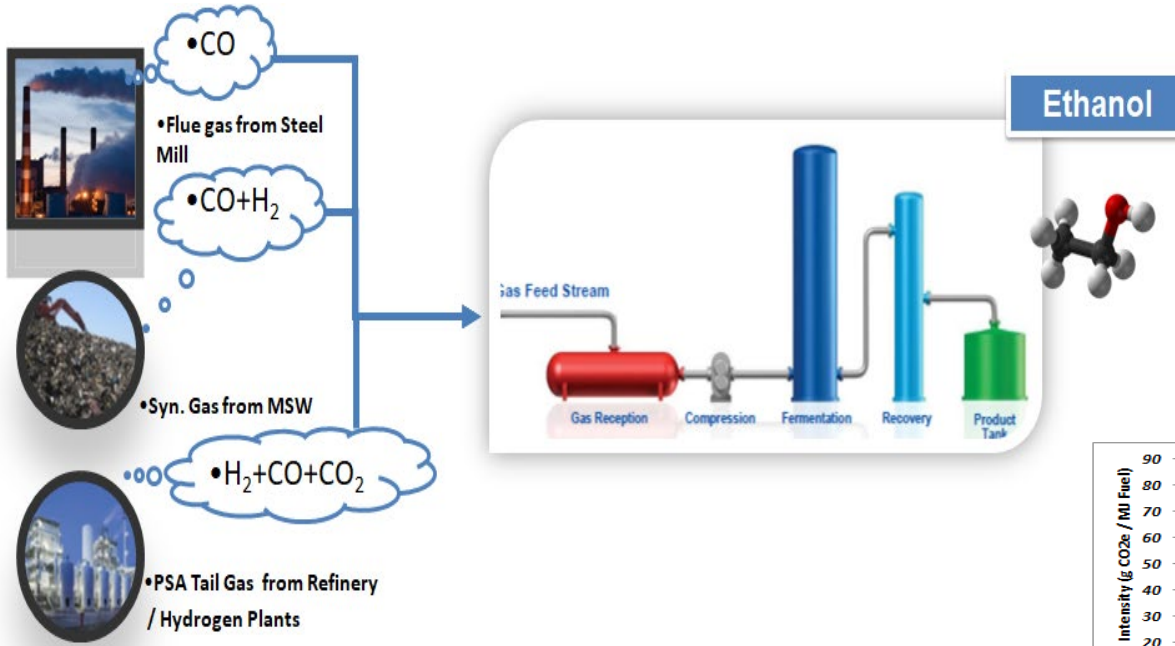 •CO
•Flue gas from Steel
Mill
•CO+H₂
•Syn. Gas from MSW
•H₂+CO+CO₂
•PSA Tail Gas from Refinery
/ Hydrogen Plants
Ethanol
Gas Feed Stream
Gas Reception
Compression
Fermentation
Recovery
Product
Tank
Intensity (g CO2e / MJ Fuel)
90
80
70
60
50
40
30
20